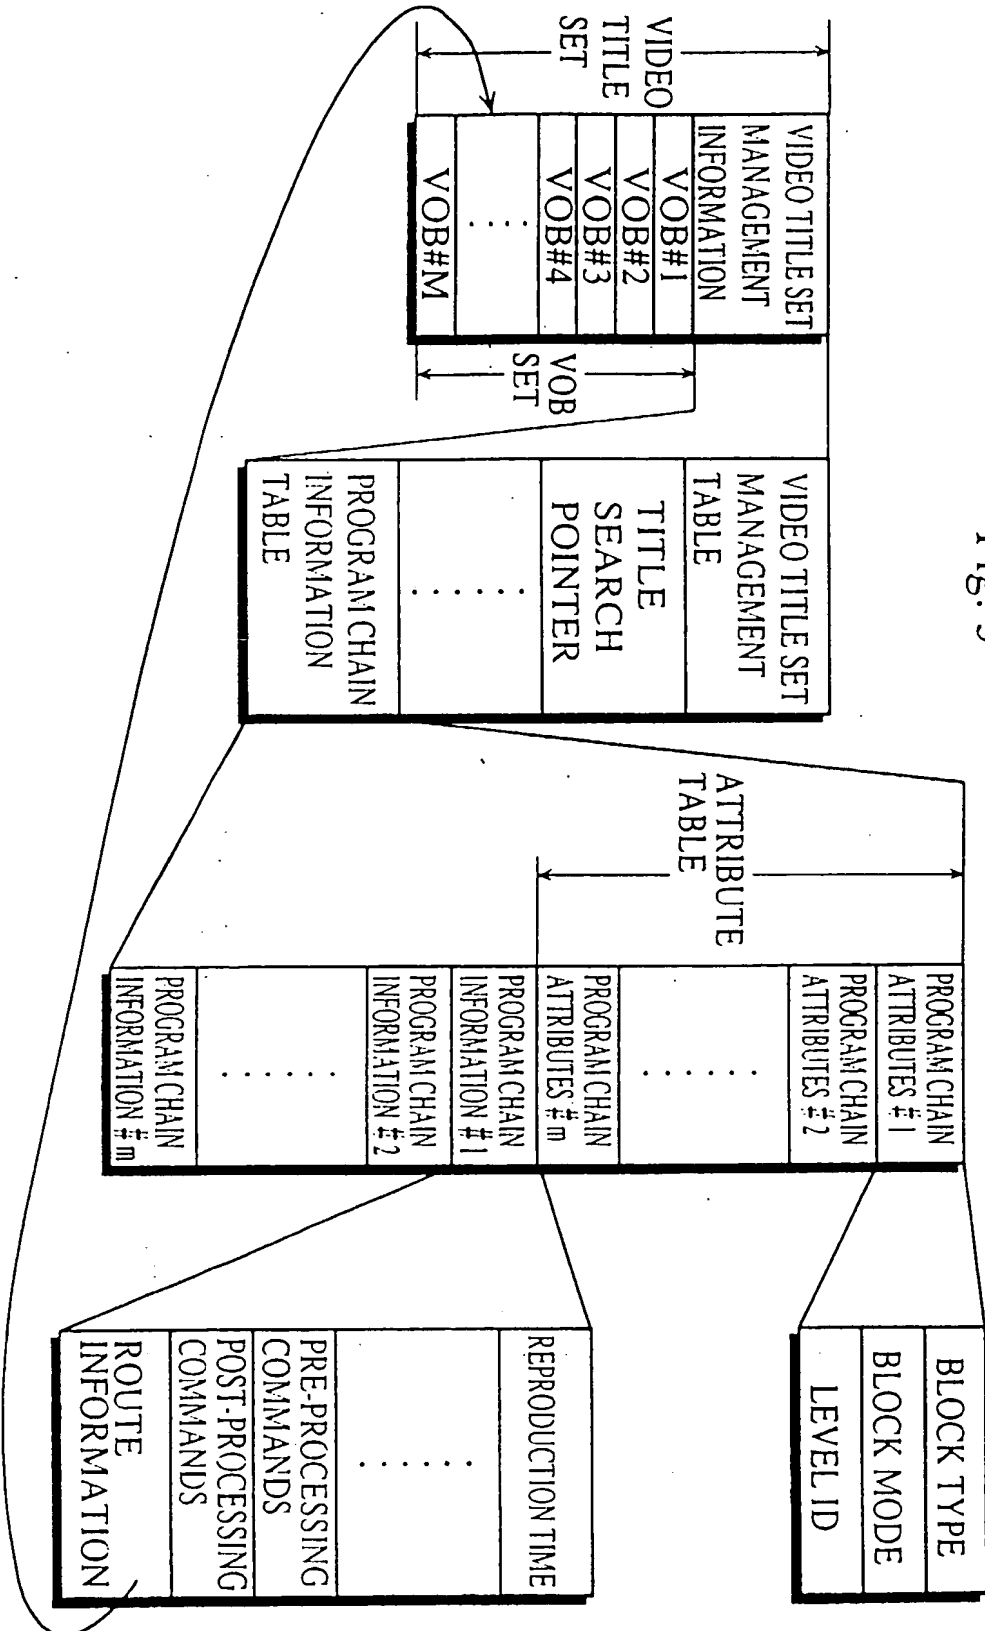 VIDEO
TITLE
SET
VIDEO TITLE SET
MANAGEMENT
INFORMATION
VOB#1
VOB#2
VOB#3
VOB#4
....
VOB#M
VOB
SET
VIDEO TITLE SET
MANAGEMENT
TABLE
TITLE
SEARCH
POINTER
......
PROGRAM CHAIN
INFORMATION
TABLE
ATTRIBUTE
TABLE
PROGRAM CHAIN
ATTRIBUTES #1
PROGRAM CHAIN
ATTRIBUTES #2
......
PROGRAM CHAIN
ATTRIBUTES #m
PROGRAM CHAIN
INFORMATION #1
PROGRAM CHAIN
INFORMATION #2
......
PROGRAM CHAIN
INFORMATION #m
BLOCK TYPE
BLOCK MODE
LEVEL ID
REPRODUCTION TIME
......
PRE-PROCESSING
COMMANDS
POST-PROCESSING
COMMANDS
ROUTE
INFORMATION